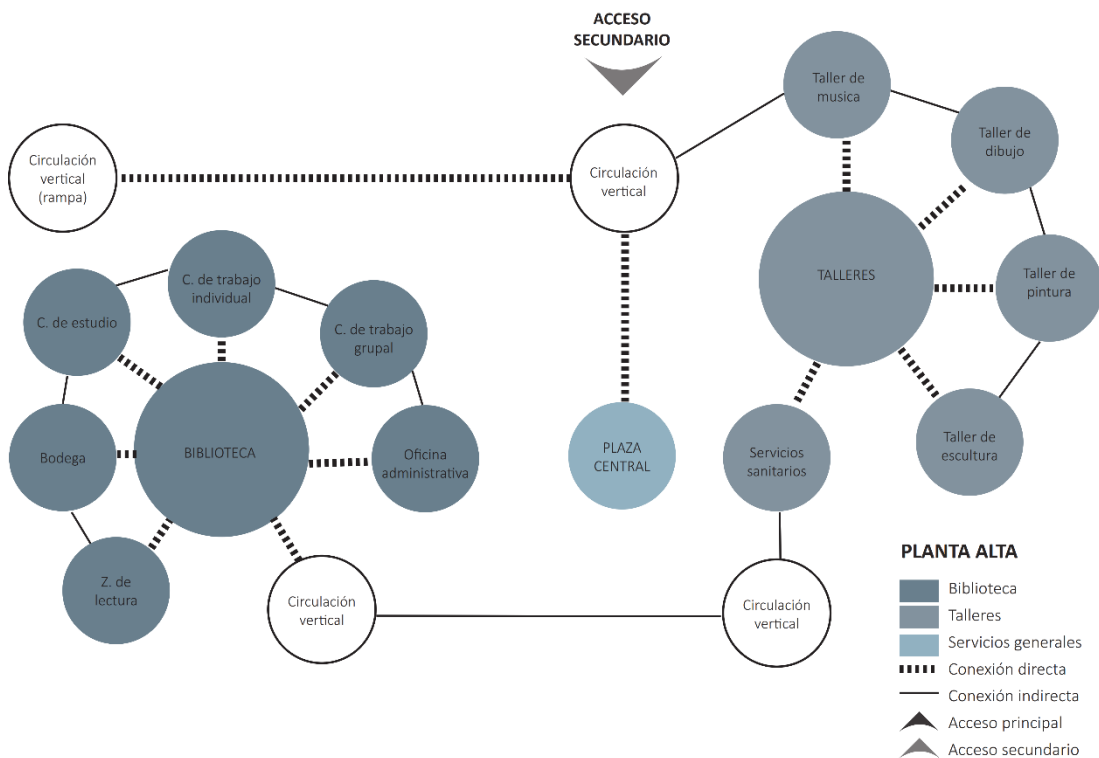 ACCESO
SECUNDARIO
Taller de
musica
Taller de
dibujo
Circulación
vertical
(rampa)
Circulación
vertical
TALLERES
Taller de
pintura
C. de trabajo
individual
C. de estudio
C. de trabajo
grupal
Bodega
BIBLIOTECA
Oficina
administrativa
PLAZA
CENTRAL
Servicios
sanitarios
Taller de
escultura
Z. de
lectura
Circulación
vertical
Circulación
vertical
PLANTA ALTA
Biblioteca
Talleres
Servicios generales
Conexión directa
Conexión indirecta
Acceso principal
Acceso secundario